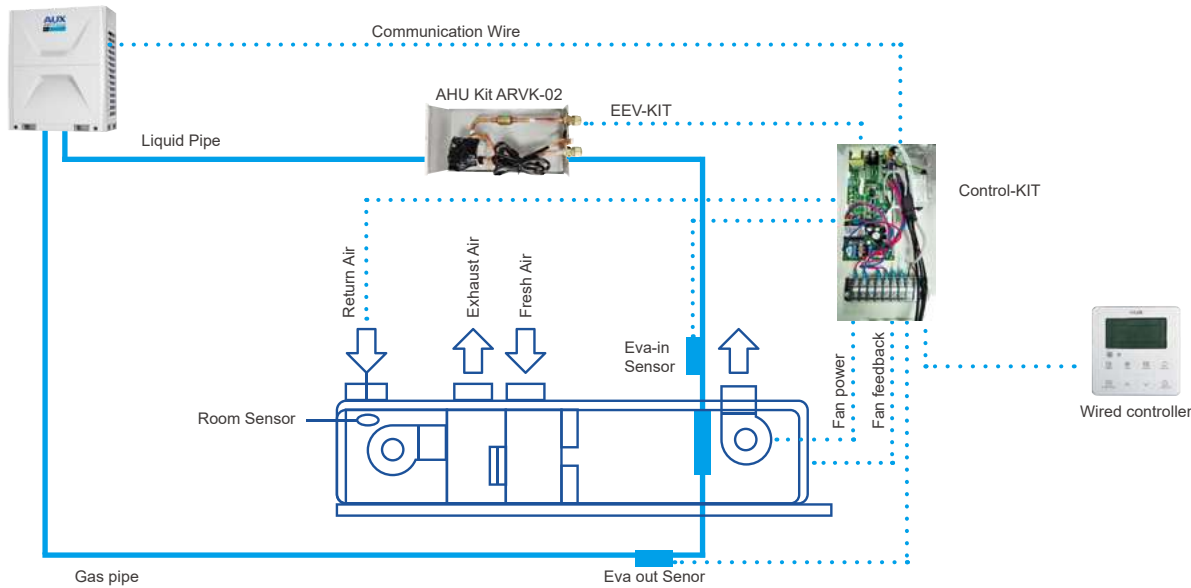 AUX
Communication Wire
AHU Kit ARVK-02
EEV-KIT
Liquid Pipe
Control-KIT
Return Air
Exhaust Air
Fresh Air
Eva-in
Sensor
Fan power
Fan feedback
Room Sensor
Wired controller
Gas pipe
Eva out Senor